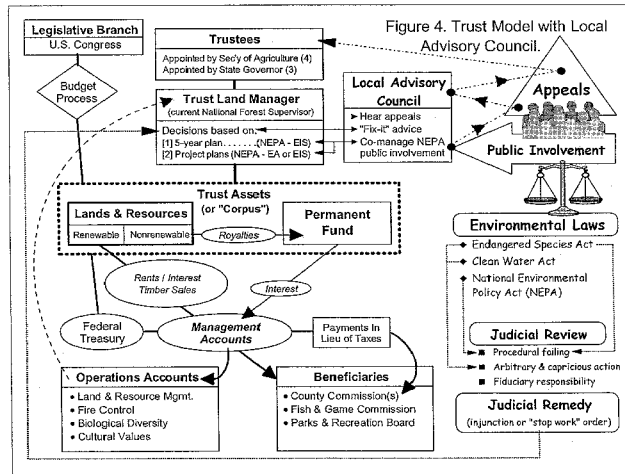 Figure 4. Trust Model with Local
Advisory Council.
Legislative Branch
U.S. Congress
Budget
Process
Trustees
Appointed by Sec'y of Agriculture (4)
Appointed by State Governor (3)
Trust Land Manager
(current National Forest Supervisor)
Decisions based on:
[1] 5-year plan.......(NEPA - EIS)
[2] Project plans (NEPA - EA or EIS)
Local Advisory
Council
Hear appeals
"Fix-it" advice
Co-manage NEPA
public involvement
Appeals
Public Involvement
Trust Assets
(or "Corpus")
Lands & Resources
Renewable
Nonrenewable
Royalties
Permanent
Fund
Rents / Interest
Timber Sales
Interest
Federal
Treasury
Management
Accounts
Payments In
Lieu of Taxes
Operations Accounts
• Land & Resource Mgmt.
• Fire Control
• Biological Diversity
• Cultural Values
Beneficiaries
• County Commission(s)
• Fish & Game Commission
• Parks & Recreation Board
Environmental Laws
Endangered Species Act
Clean Water Act
National Environmental
Policy Act (NEPA)
Judicial Review
Procedural failing
Arbitrary & capricious action
Fiduciary responsibility
Judicial Remedy
(injunction or "stop work" order)